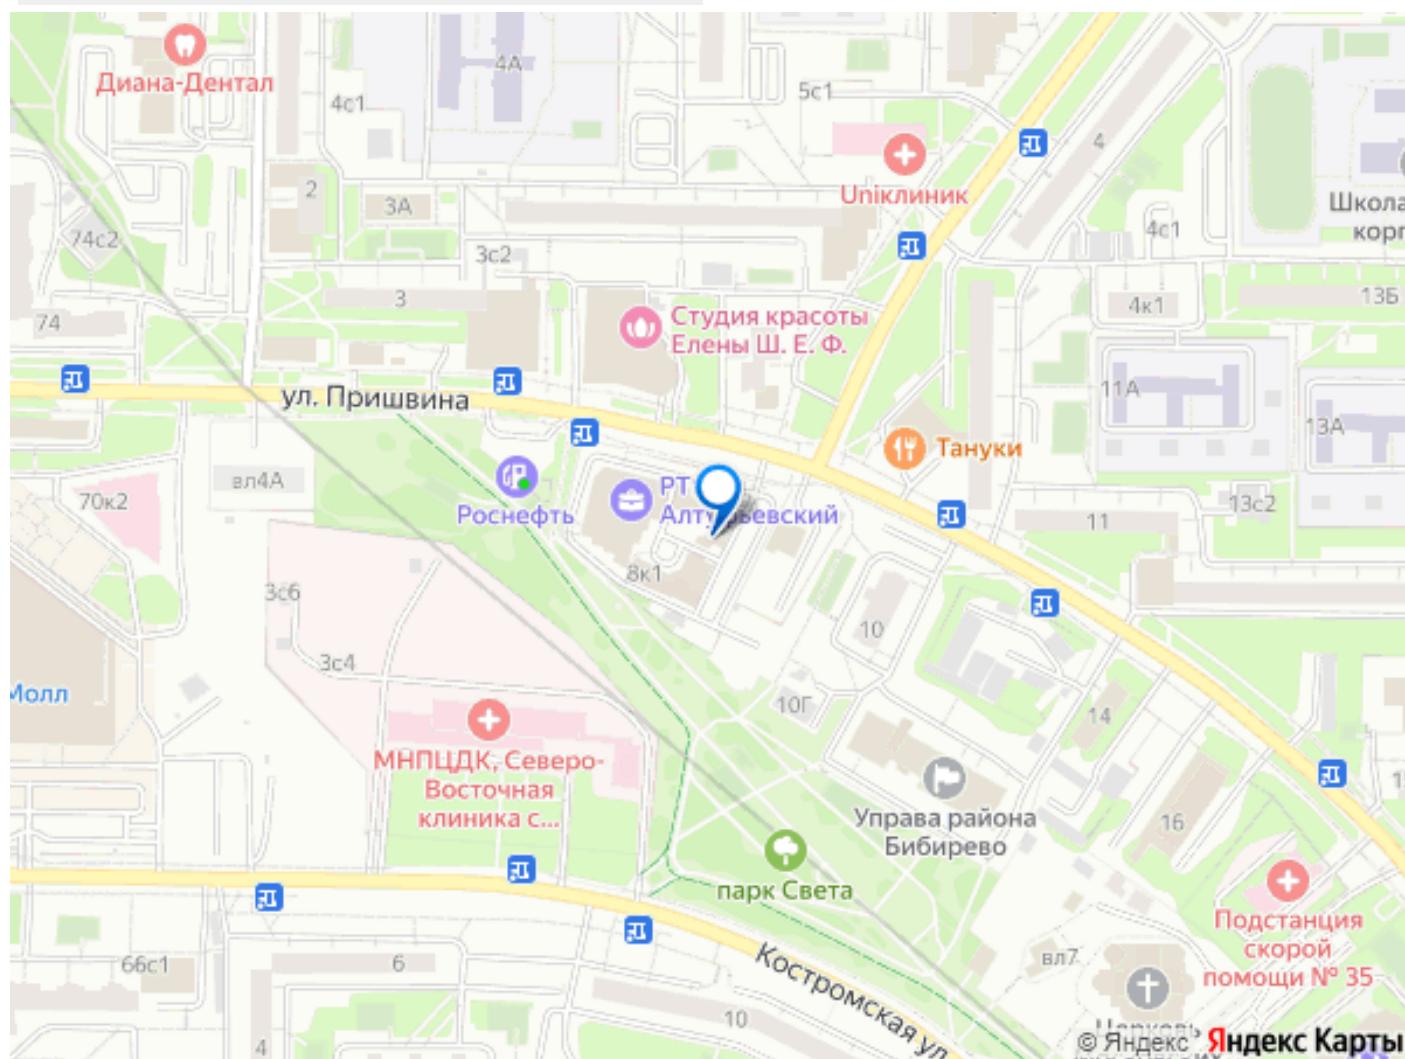 Диана-Дентал
4А
4с1
5с1
4
Uniклиник
2
3А
3с2
74с2
4с1
Школа
корп
13Б
4к1
74
3
Студия красоты
Елены Ш. Е. Ф.
ул. Пришвина
11А
13А
Тануки
вл4А
70к2
Роснефть
РТ
13с2
11
8к1
3с6
10
3с4
Молл
10Г
14
МНПЦДК, Северо-
Восточная
клиника с...
Управа района
Бибирево
16
парк Света
Подстанция
скорой
помощи № 35
вл7
66с1
6
Костромская ул.
10
4
© Яндекс Яндекс Карты